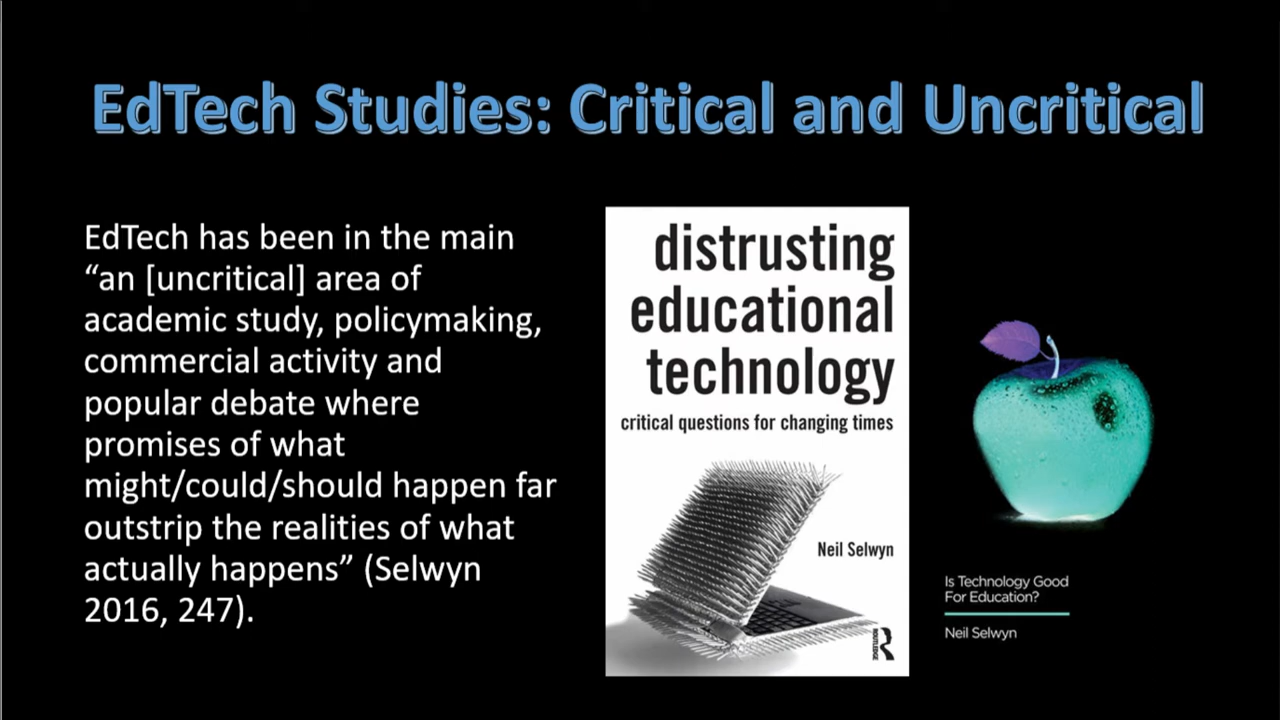 EdTech Studies: Critical and Uncritical
EdTech has been in the main
“an [uncritical] area of
academic study, policymaking,
commercial activity and
popular debate where
promises of what
might/could/should happen far
outstrip the realities of what
actually happens” (Selwyn
2016, 247).
distrusting
educational
technology
critical questions for changing times
Neil Selwyn
ROUTLEDGE
Is Technology Good
For Education?
Neil Selwyn